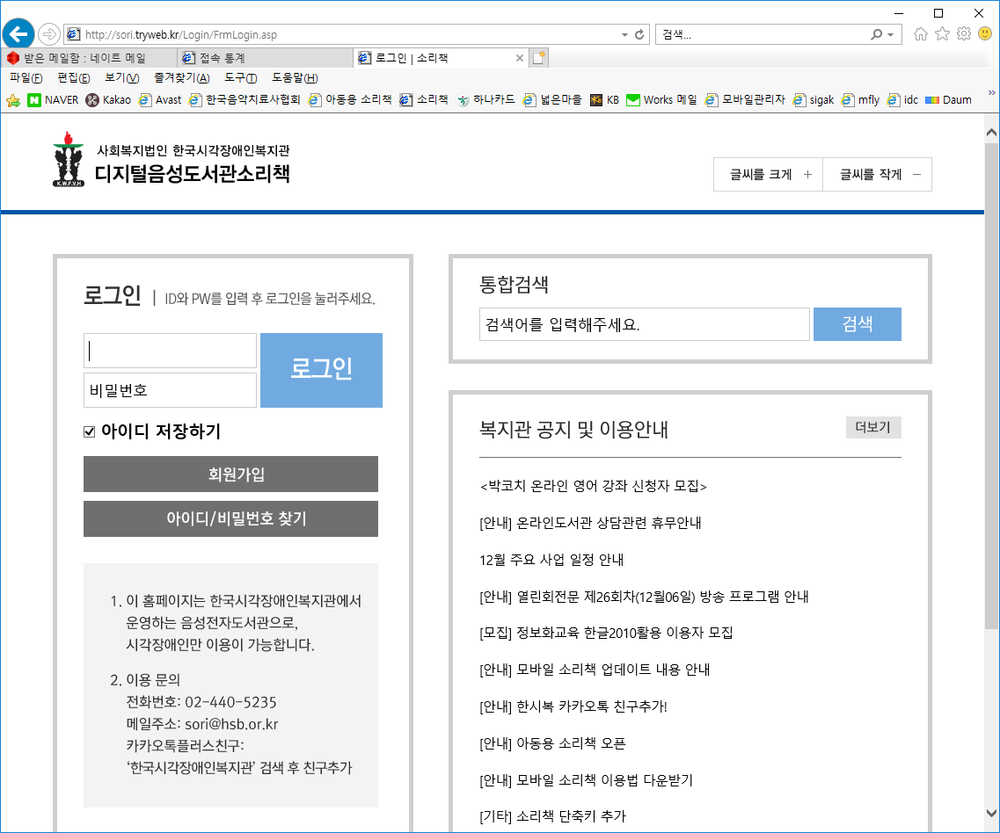 http://sori.tryweb.kr/Login/FrmLogin.asp
검색...
받은 메일함 : 네이트 메일
접속 통계
로그인 | 소리책
파일(F) 편집(E) 보기(V) 즐겨찾기(A) 도구(T) 도움말(H)
NAVER Kakao Avast 한국음악치료사협회 아동용 소리책 소리책 하나카드 넓은마을 KB Works 메일 모바일관리자 sigak mfly idc Daum
사회복지법인 한국시각장애인복지관
디지털음성도서관소리책
K.W.F.V.H
글씨를 크게 +
글씨를 작게 −
로그인 | ID와 PW를 입력 후 로그인을 눌러주세요.
비밀번호
로그인
아이디 저장하기
회원가입
아이디/비밀번호 찾기
1. 이 홈페이지는 한국시각장애인복지관에서
운영하는 음성전자도서관으로,
시각장애인만 이용이 가능합니다.
2. 이용 문의
전화번호: 02-440-5235
메일주소: sori@hsb.or.kr
카카오톡플러스친구:
‘한국시각장애인복지관’ 검색 후 친구추가
통합검색
검색어를 입력해주세요.
검색
복지관 공지 및 이용안내
더보기
<박코치 온라인 영어 강좌 신청자 모집>
[안내] 온라인도서관 상담관련 휴무안내
12월 주요 사업 일정 안내
[안내] 열린회전문 제26회차(12월06일) 방송 프로그램 안내
[모집] 정보화교육 한글2010활용 이용자 모집
[안내] 모바일 소리책 업데이트 내용 안내
[안내] 한시복 카카오톡 친구추가!
[안내] 아동용 소리책 오픈
[안내] 모바일 소리책 이용법 다운받기
[기타] 소리책 단축키 추가